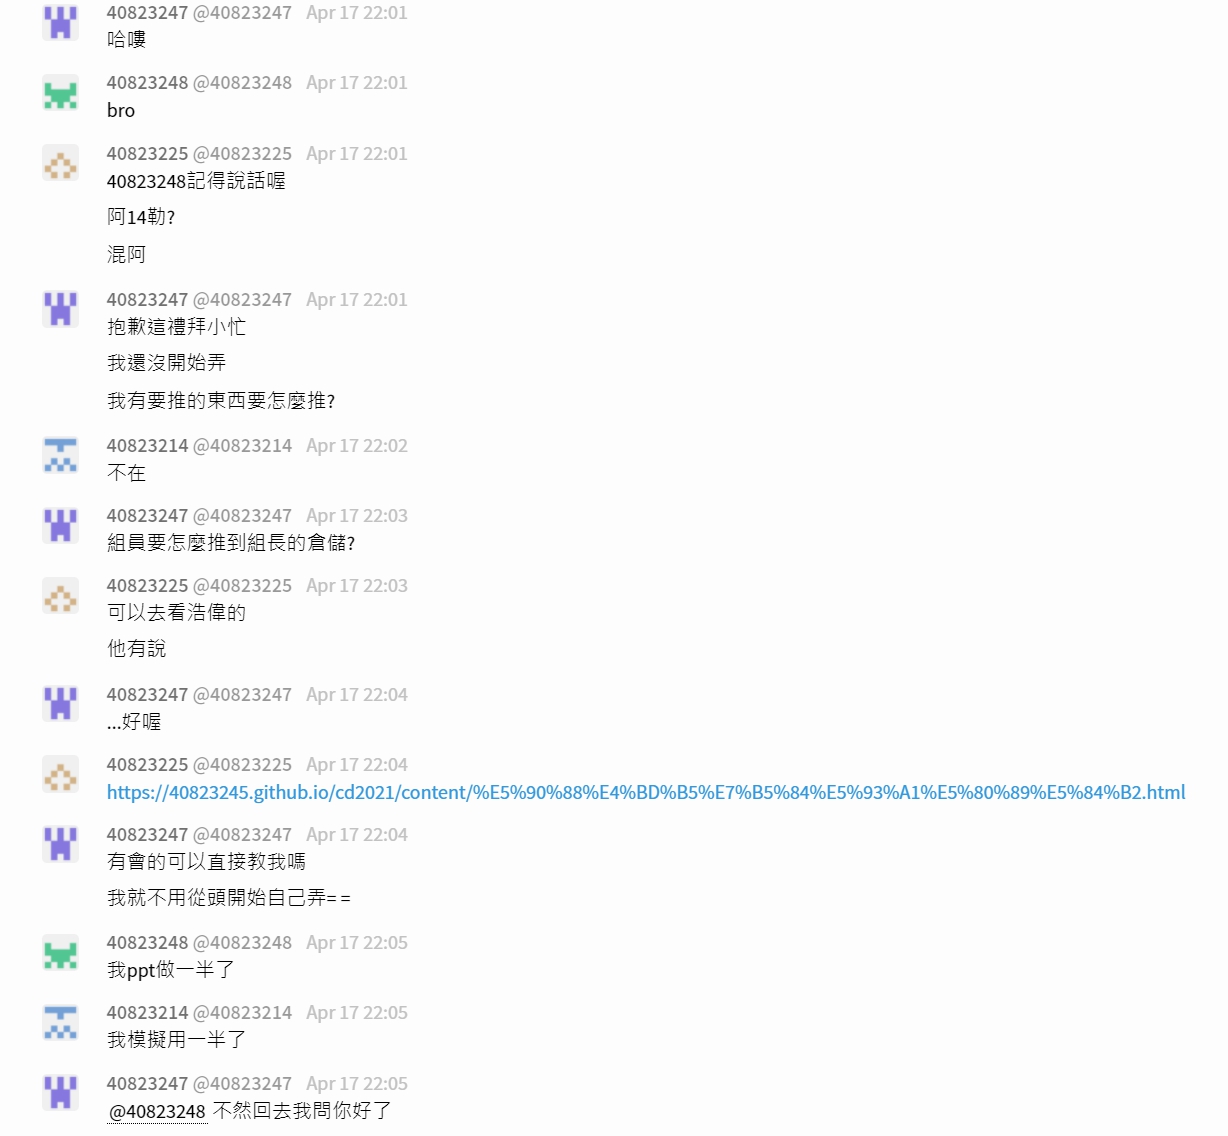 40823247 @40823247 Apr 17 22:01
哈嘍
40823248 @40823248 Apr 17 22:01
bro
40823225 @40823225 Apr 17 22:01
40823248記得說話喔
阿14勒?
混阿
40823247 @40823247 Apr 17 22:01
抱歉這禮拜小忙
我還沒開始弄
我有要推的東西要怎麼推?
40823214 @40823214 Apr 17 22:02
不在
40823247 @40823247 Apr 17 22:03
組員要怎麼推到組長的倉儲?
40823225 @40823225 Apr 17 22:03
可以去看浩偉的
他有說
40823247 @40823247 Apr 17 22:04
...好喔
40823225 @40823225 Apr 17 22:04
https://40823245.github.io/cd2021/content/%E5%90%88%E4%BD%B5%E7%B5%84%E5%93%A1%E5%80%89%E5%84%B2.html
40823247 @40823247 Apr 17 22:04
有會的可以直接教我嗎
我就不用從頭開始自己弄= =
40823248 @40823248 Apr 17 22:05
我ppt做一半了
40823214 @40823214 Apr 17 22:05
我模擬用一半了
40823247 @40823247 Apr 17 22:05
@40823248 不然回去我問你好了